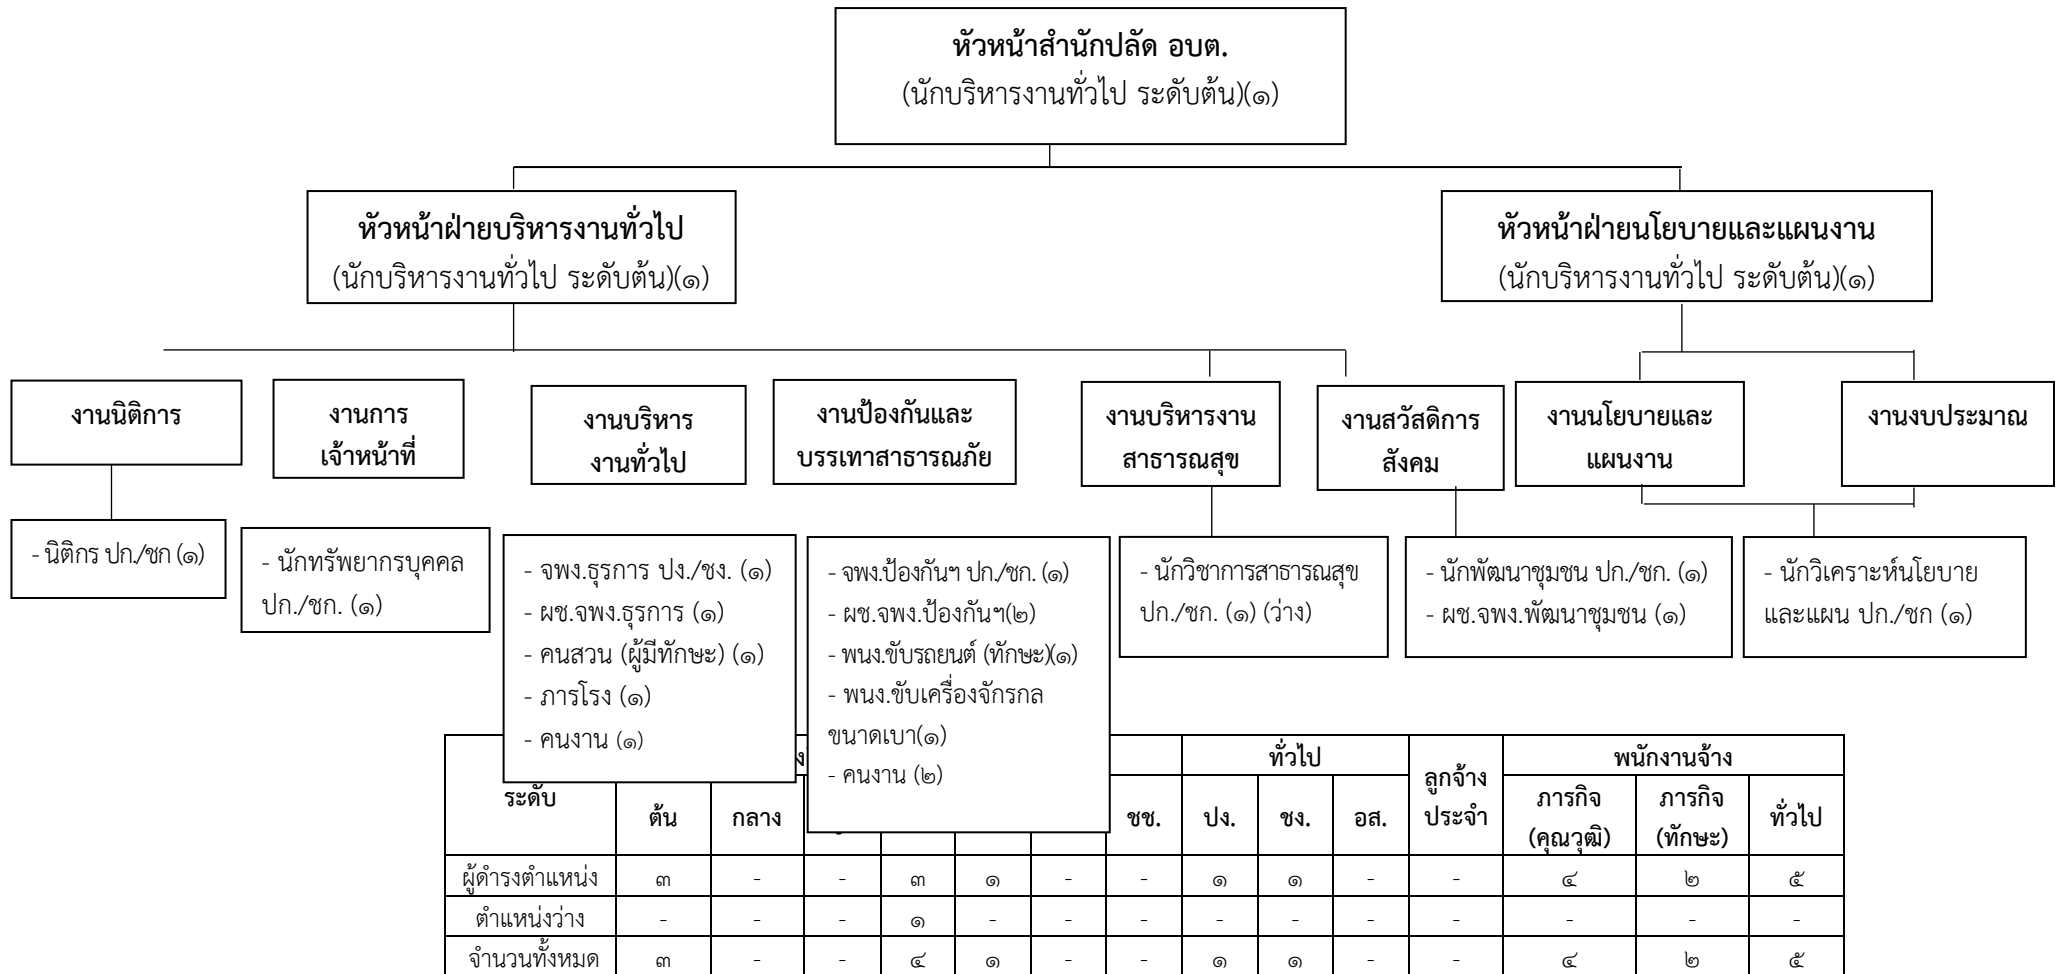 หัวหน้าสำนักปลัด อบต.
(นักบริหารงานทั่วไป ระดับต้น)(๑)
หัวหน้าฝ่ายบริหารงานทั่วไป
(นักบริหารงานทั่วไป ระดับต้น)(๑)
หัวหน้าฝ่ายนโยบายและแผนงาน
(นักบริหารงานทั่วไป ระดับต้น)(๑)
งานนิติการ
งานการ
เจ้าหน้าที่
งานบริหาร
งานทั่วไป
งานป้องกันและ
บรรเทาสาธารณภัย
งานบริหารงาน
สาธารณสุข
งานสวัสดิการ
สังคม
งานนโยบายและ
แผนงาน
งานงบประมาณ
- นิติกร ปก./ชก (๑)
- นักทรัพยากรบุคคล
ปก./ชก. (๑)
- จพง.ธุรการ ปง./ชง. (๑)
- ผช.จพง.ธุรการ (๑)
- คนสวน (ผู้มีทักษะ) (๑)
- ภารโรง (๑)
- คนงาน (๑)
- จพง.ป้องกันฯ ปก./ชก. (๑)
- ผช.จพง.ป้องกันฯ(๒)
- พนง.ขับรถยนต์ (ทักษะ)(๑)
- พนง.ขับเครื่องจักรกล
ขนาดเบา(๑)
- คนงาน (๒)
- นักวิชาการสาธารณสุข
ปก./ชก. (๑) (ว่าง)
- นักพัฒนาชุมชน ปก./ชก. (๑)
- ผช.จพง.พัฒนาชุมชน (๑)
- นักวิเคราะห์นโยบาย
และแผน ปก./ชก (๑)
ระดับ ทั่วไป ลูกจ้าง ประจำ พนักงานจ้าง
ต้น กลาง ชช. ปง. ชง. อส. ภารกิจ (คุณวุฒิ) ภารกิจ (ทักษะ) ทั่วไป
ผู้ดำรงตำแหน่ง ๓ - - ๓ ๑ - - ๑ ๑ - - ๔ ๒ ๕
ตำแหน่งว่าง - - - ๑ - - - - - - - - - -
จำนวนทั้งหมด ๓ - - ๔ ๑ - - ๑ ๑ - - ๔ ๒ ๕